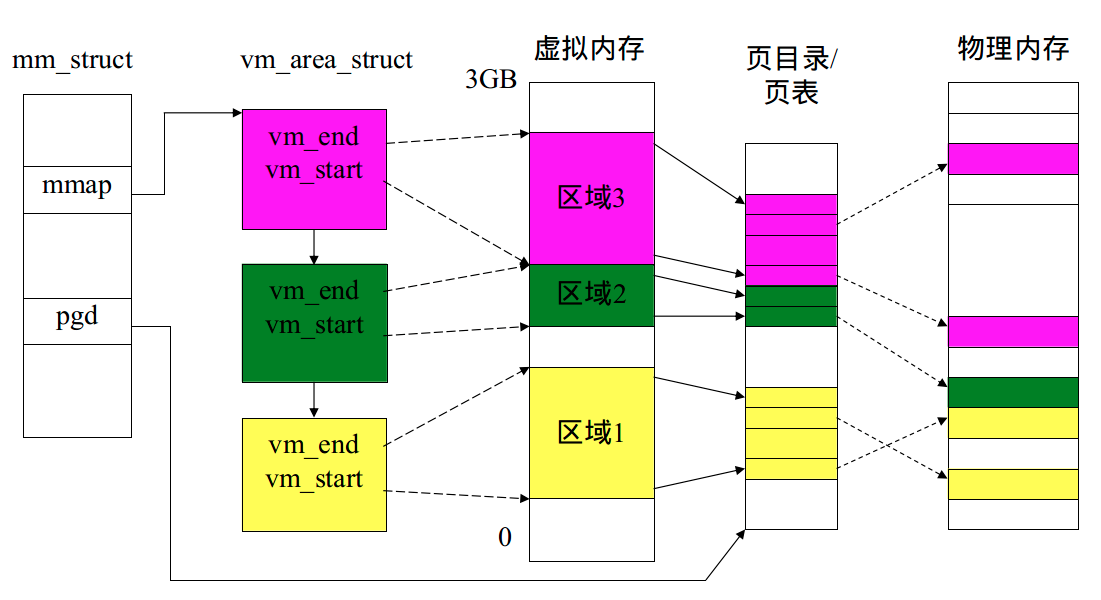 mm_struct
mmap
pgd
vm_area_struct
vm_end
vm_start
vm_end
vm_start
vm_end
vm_start
虚拟内存
3GB
区域3
区域2
区域1
0
页目录/
页表
物理内存